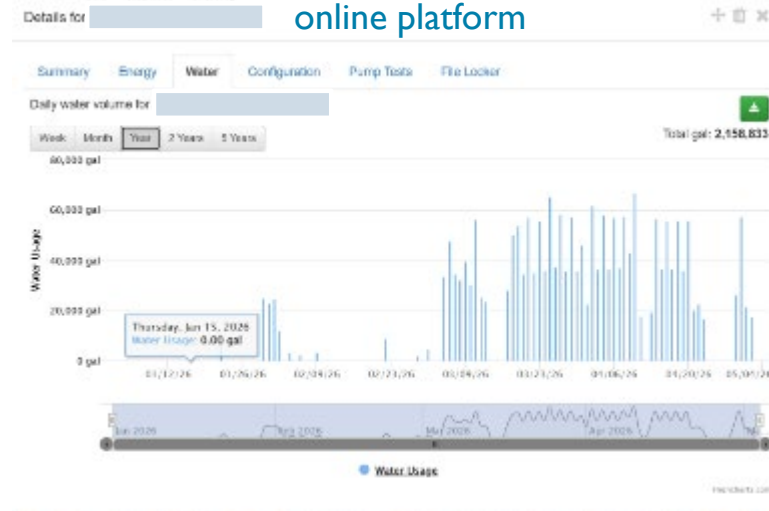 Details for
online platform
Summary Energy Water Configuration Pump Tests File Locker
Daily water volume for
Week Month Year 2 Years 5 Years
Total gal: 2,158,833
80,000 gal
60,000 gal
40,000 gal
20,000 gal
0 gal
Water Usage
Thursday, Jan 15, 2026
Water Usage: 0.00 gal
01/12/26 01/26/26 02/09/26 02/23/26 03/09/26 03/23/26 04/06/26 04/20/26 05/04/2
Jan 2026 Feb 2026 Mar 2026 Apr 2026
Water Usage